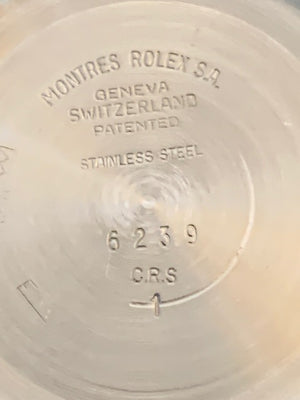 MONTRES ROLEX S.A.
GENEVA
SWITZERLAND
PATENTED
STAINLESS STEEL
6239
C.R.S
1